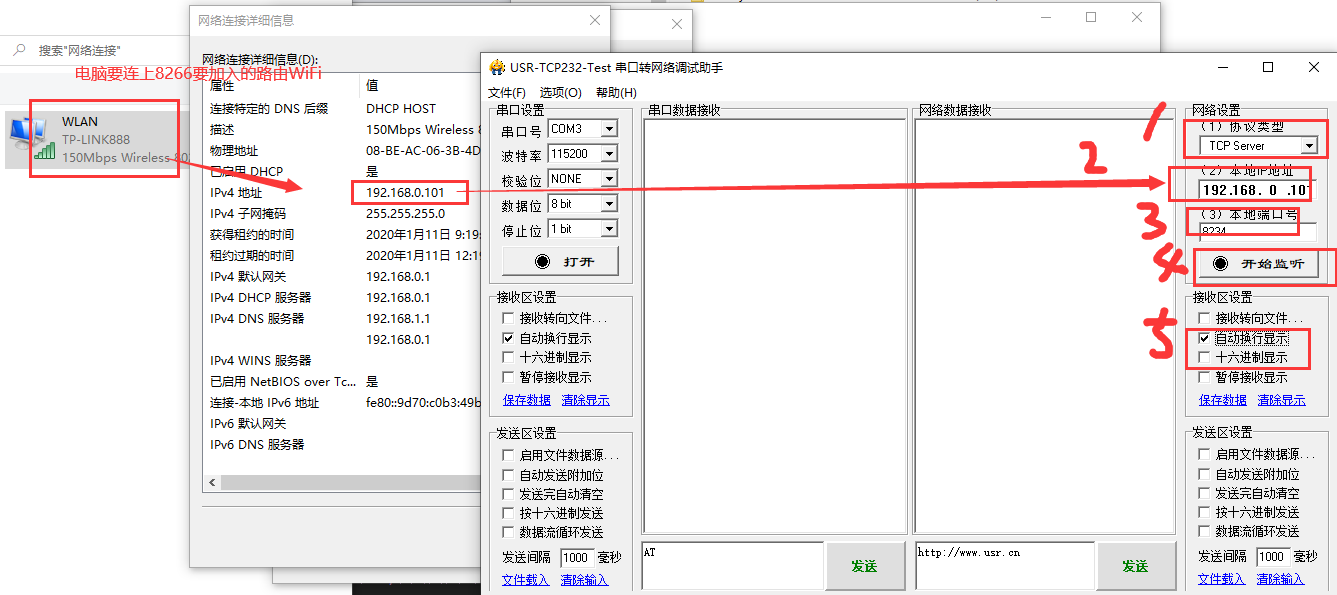 搜索"网络连接"
电脑要连上8266要加入的路由WiFi
WLAN
TP-LINK888
150Mbps Wireless 80
网络连接详细信息
网络连接详细信息(D):
属性 值
连接特定的 DNS 后缀 DHCP HOST
描述 150Mbps Wireless 8
物理地址 08-BE-AC-06-3B-4D
已启用 DHCP 是
IPv4 地址 192.168.0.101
IPv4 子网掩码 255.255.255.0
获得租约的时间 2020年1月11日 9:19:
租约过期的时间 2020年1月11日 12:19
IPv4 默认网关 192.168.0.1
IPv4 DHCP 服务器 192.168.0.1
IPv4 DNS 服务器 192.168.1.1
192.168.0.1
IPv4 WINS 服务器
已启用 NetBIOS over Tc... 是
连接-本地 IPv6 地址 fe80::9d70:c0b3:49b
IPv6 默认网关
IPv6 DNS 服务器
USR-TCP232-Test 串口转网络调试助手
文件(F) 选项(O) 帮助(H)
串口设置
串口号 COM3
波特率 115200
校验位 NONE
数据位 8 bit
停止位 1 bit
打开
接收区设置
接收转向文件...
自动换行显示
十六进制显示
暂停接收显示
保存数据 清除显示
发送区设置
启用文件数据源...
自动发送附加位
发送完自动清空
按十六进制发送
数据流循环发送
发送间隔 1000 毫秒
文件载入 清除输入
串口数据接收
AT
发送
网络数据接收
http://www.usr.cn
发送
网络设置
1
(1) 协议类型
TCP Server
2
(2) 本地IP地址
192.168. 0 .10
3
(3) 本地端口号
8234
4
开始监听
接收区设置
接收转向文件...
5
自动换行显示
十六进制显示
暂停接收显示
保存数据 清除显示
发送区设置
启用文件数据源...
自动发送附加位
发送完自动清空
按十六进制发送
数据流循环发送
发送间隔 1000 毫秒
文件载入 清除输入